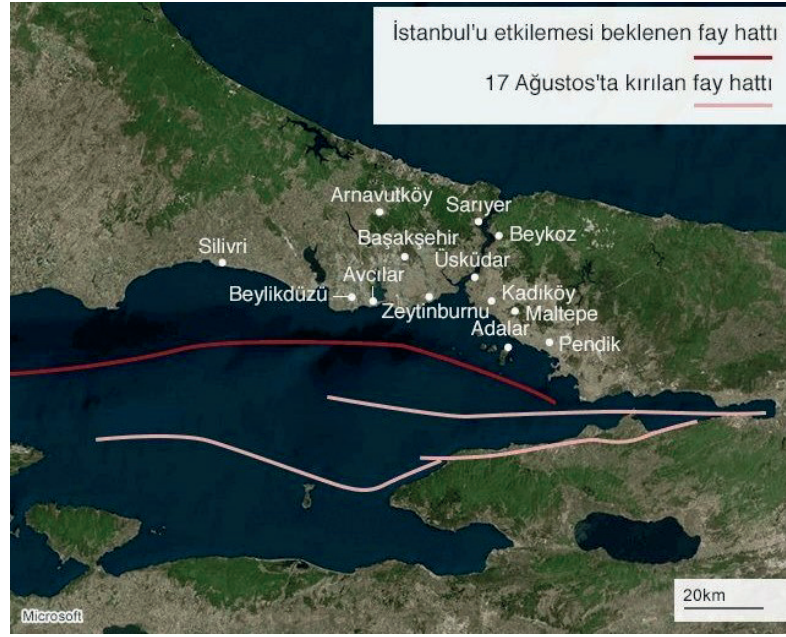 İstanbul'u etkilemesi beklenen fay hattı
17 Ağustos'ta kırılan fay hattı
Arnavutköy
Sarıyer
Beykoz
Silivri
Başakşehir
Üsküdar
Avcılar
Beylikdüzü
Zeytinburnu
Kadıköy
Maltepe
Adalar
Pendik
20km
Microsoft